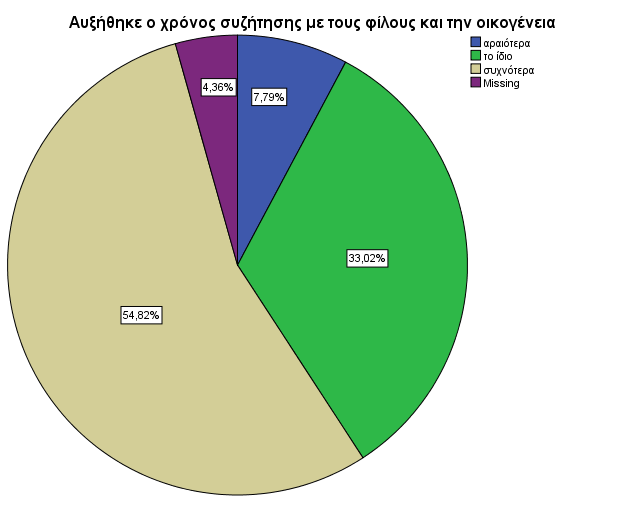 Αυξήθηκε ο χρόνος συζήτησης με τους φίλους και την οικογένεια
αραιότερα
το ίδιο
συχνότερα
Missing
4,36%
7,79%
33,02%
54,82%